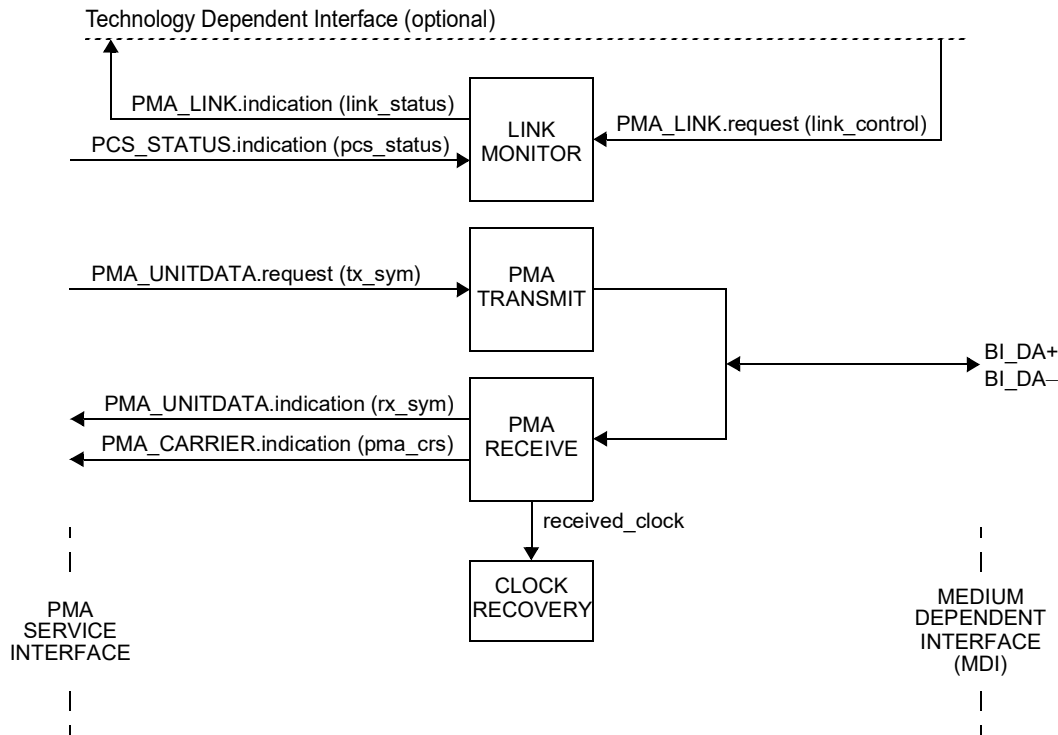 Technology Dependent Interface (optional)
PMA_LINK.indication (link_status)
PCS_STATUS.indication (pcs_status)
LINK
MONITOR
PMA_LINK.request (link_control)
PMA_UNITDATA.request (tx_sym)
PMA
TRANSMIT
BI_DA+
BI_DA–
PMA_UNITDATA.indication (rx_sym)
PMA_CARRIER.indication (pma_crs)
PMA
RECEIVE
received_clock
CLOCK
RECOVERY
PMA
SERVICE
INTERFACE
MEDIUM
DEPENDENT
INTERFACE
(MDI)